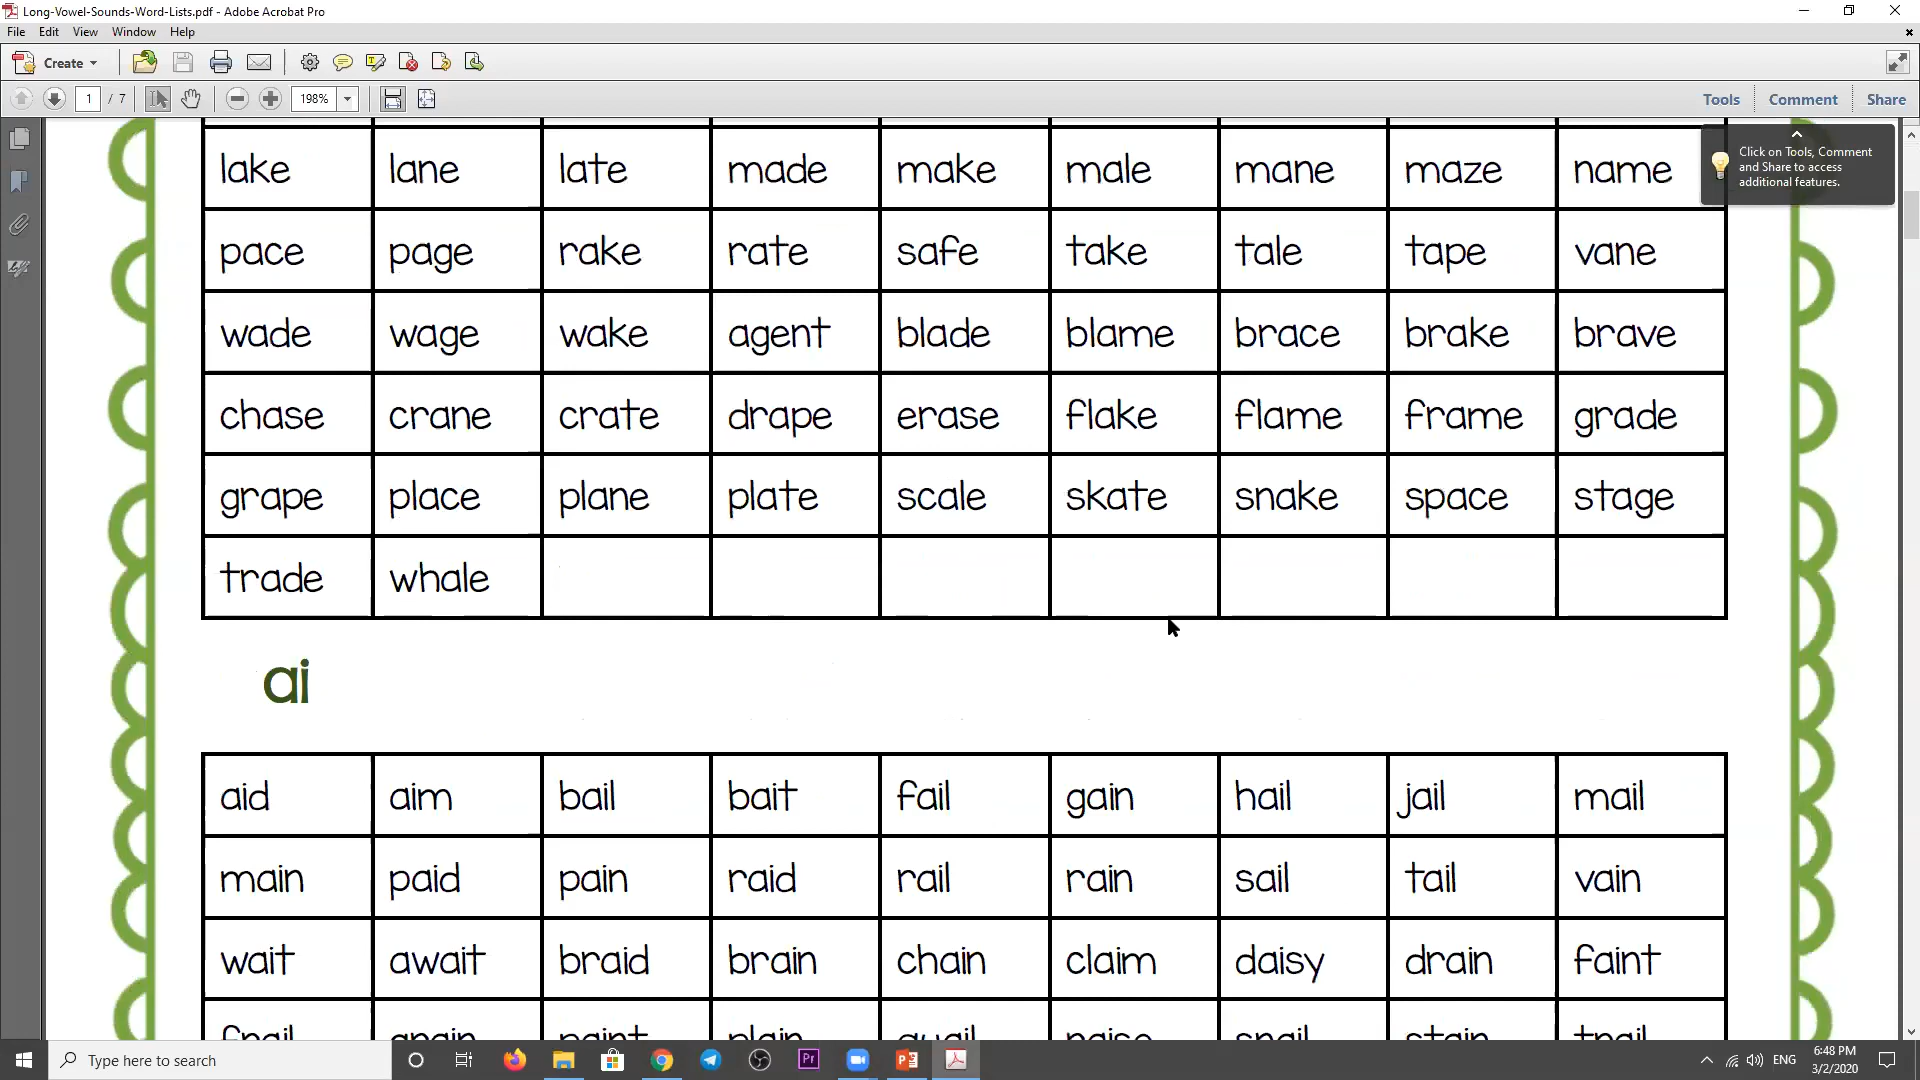 Long-Vowel-Sounds-Word-Lists.pdf - Adobe Acrobat Pro
File Edit View Window Help
Create
1 / 7 198% Tools Comment Share
Click on Tools, Comment
and Share to access
additional features.
lake lane late made make male mane maze name
pace page rake rate safe take tale tape vane
wade wage wake agent blade blame brace brake brave
chase crane crate drape erase flake flame frame grade
grape place plane plate scale skate snake space stage
trade whale
ai
aid aim bail bait fail gain hail jail mail
main paid pain raid rail rain sail tail vain
wait await braid brain chain claim daisy drain faint
Type here to search
Pr
ENG
6:48 PM
3/2/2020